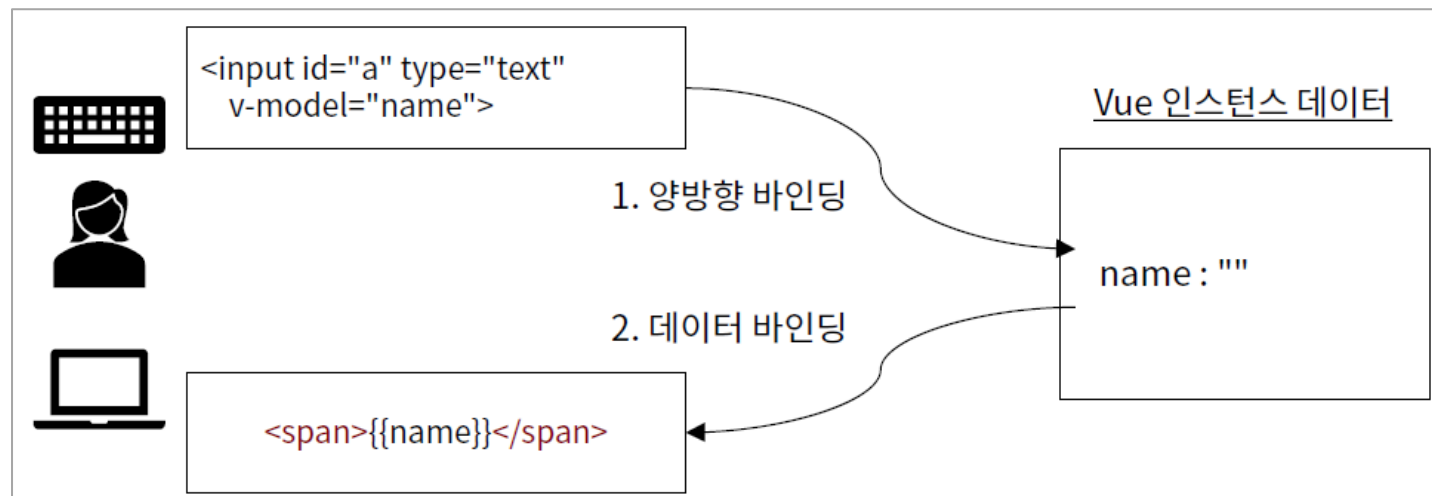 <input id="a" type="text"
v-model="name">
Vue 인스턴스 데이터
1. 양방향 바인딩
name : ""
2. 데이터 바인딩
<span>{{name}}</span>